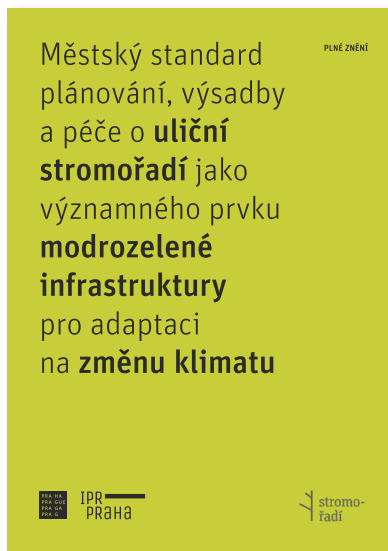 Městský standard
plánování, výsadby
a péče o uliční
stromořadí jako
významného prvku
modrozelené
infrastruktury
pro adaptaci
na změnu klimatu
PLNÉ ZNĚNÍ
PRA HA
PRA GUE
PRA GA
PRA G
IPR
PRAHA
stromo-
řadí